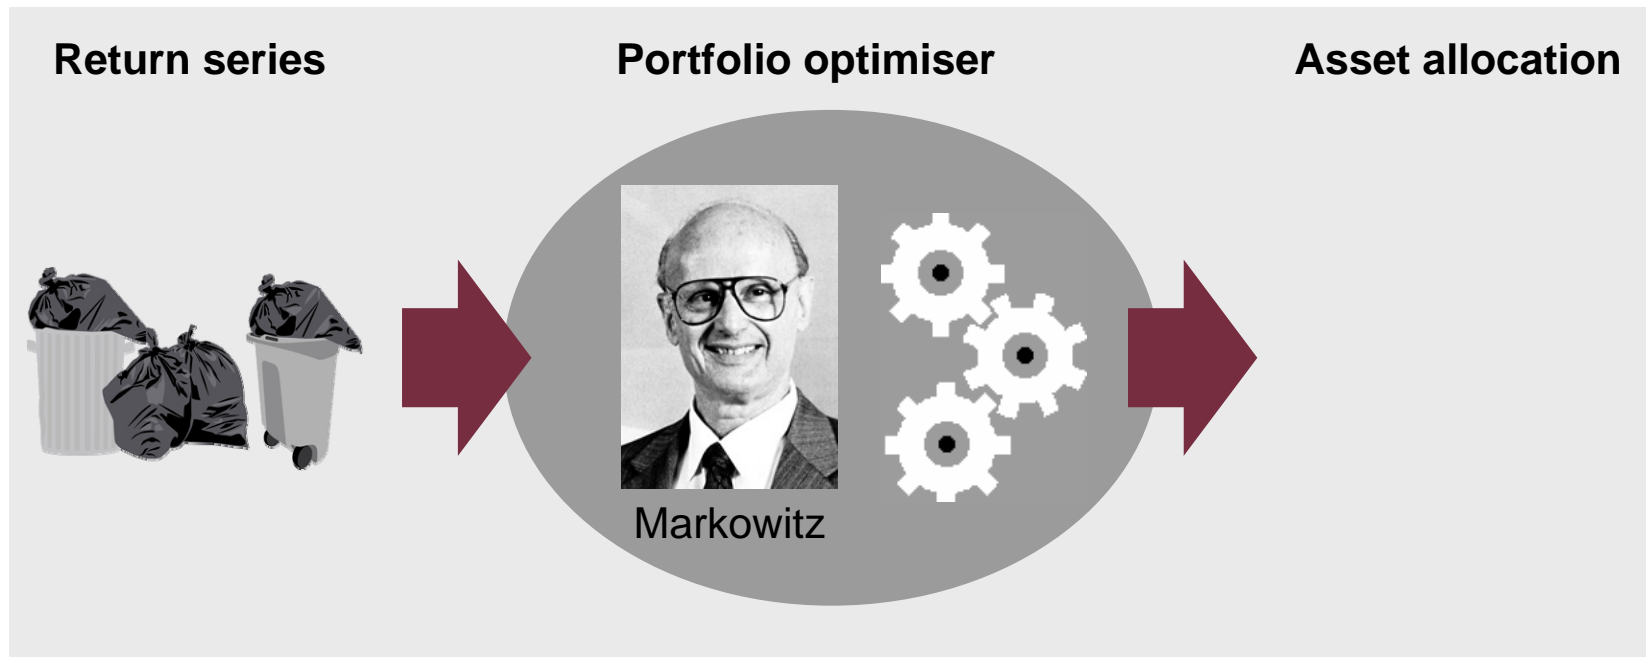 Return series
Portfolio optimiser
Asset allocation
Markowitz